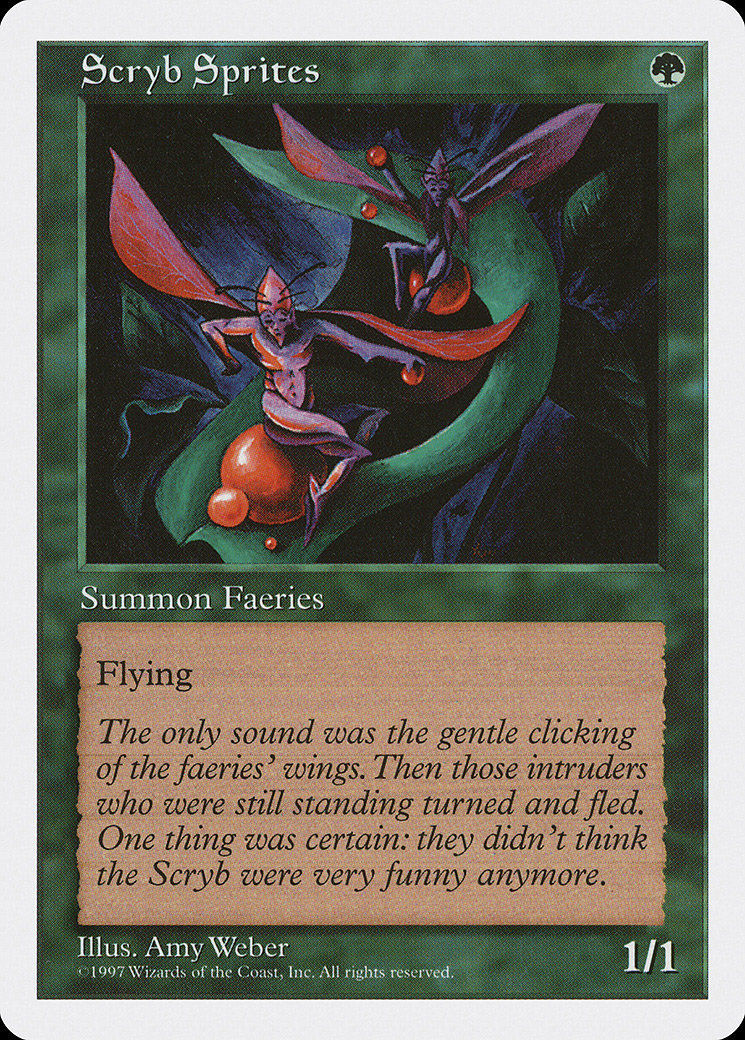 Scryb Sprites
Summon Faeries
Flying
The only sound was the gentle clicking
of the faeries' wings. Then those intruders
who were still standing turned and fled.
One thing was certain: they didn't think
the Scryb were very funny anymore.
Illus. Amy Weber
©1997 Wizards of the Coast, Inc. All rights reserved.
1/1